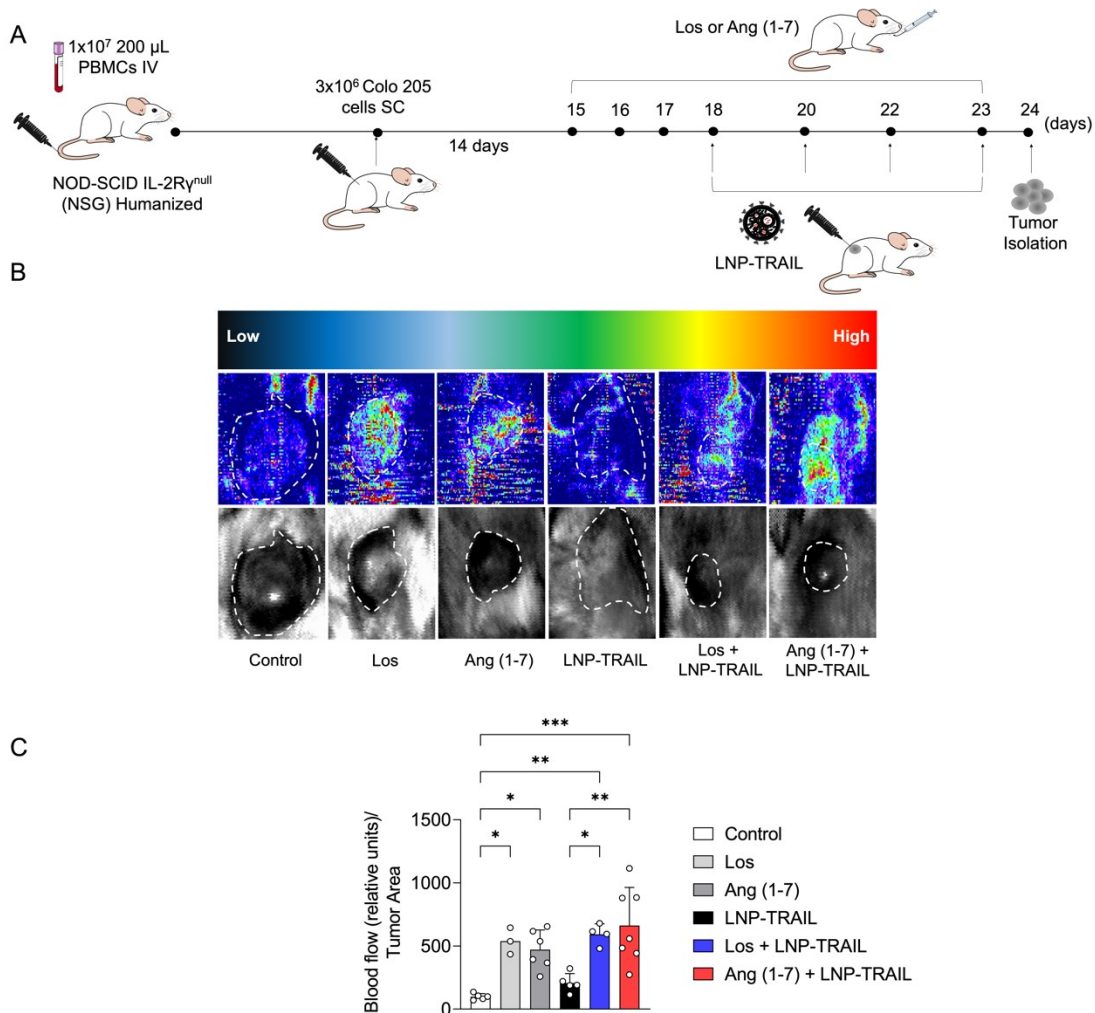 A
1x10⁷ 200 µL
PBMCs IV
NOD-SCID IL-2Rγⁿᵘˡˡ
(NSG) Humanized
3x10⁶ Colo 205
cells SC
14 days
Los or Ang (1-7)
15 16 17 18 20 22 23 24 (days)
LNP-TRAIL
Tumor
Isolation
B
Low High
Control
Los
Ang (1-7)
LNP-TRAIL
Los +
LNP-TRAIL
Ang (1-7) +
LNP-TRAIL
C
***
**
* **
* *
Blood flow (relative units)/
Tumor Area
1500
1000
500
0
Control
Los
Ang (1-7)
LNP-TRAIL
Los + LNP-TRAIL
Ang (1-7) + LNP-TRAIL